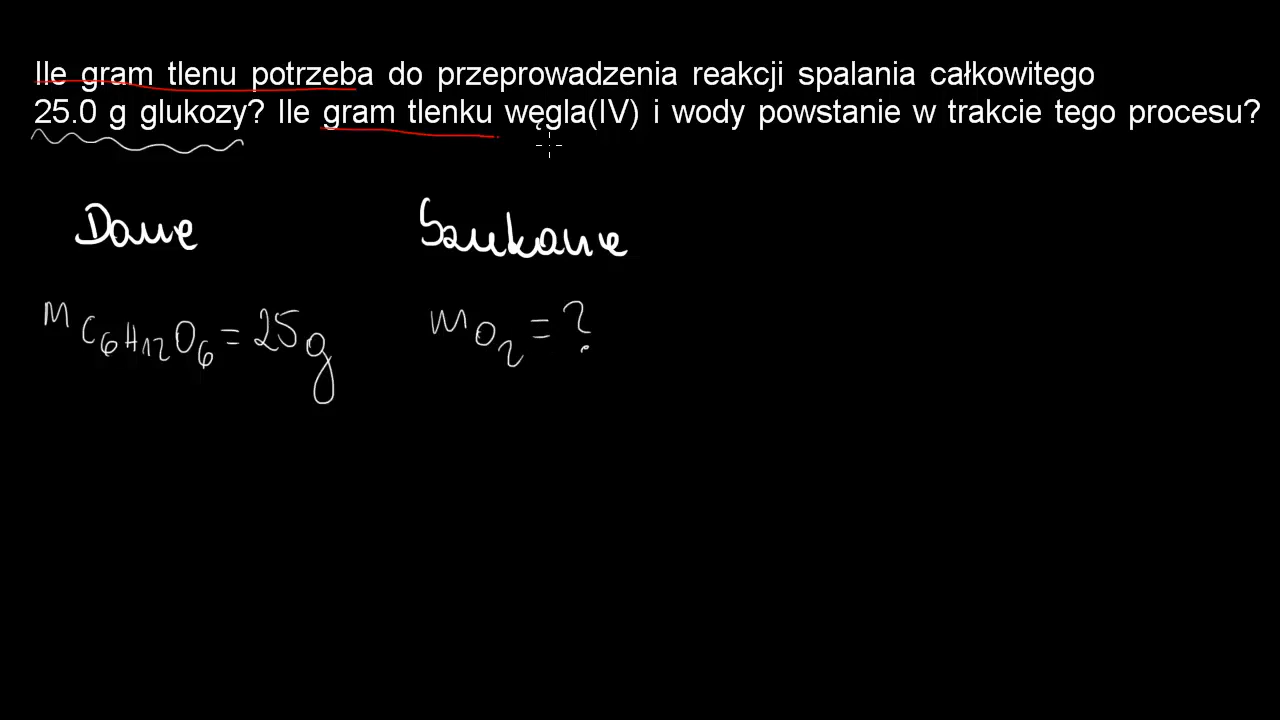 Ile gram tlenu potrzeba do przeprowadzenia reakcji spalania całkowitego
25.0 g glukozy? Ile gram tlenku węgla(IV) i wody powstanie w trakcie tego procesu?
Dane Szukane
m C6H12O6 = 25g mO2 = ?